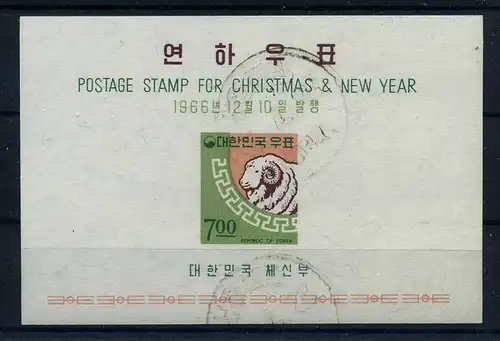 연하우표
POSTAGE STAMP FOR CHRISTMAS & NEW YEAR
1966년 12월 10일 발행
대한민국 우표
7.00
REPUBLIC OF KOREA
대한민국 체신부